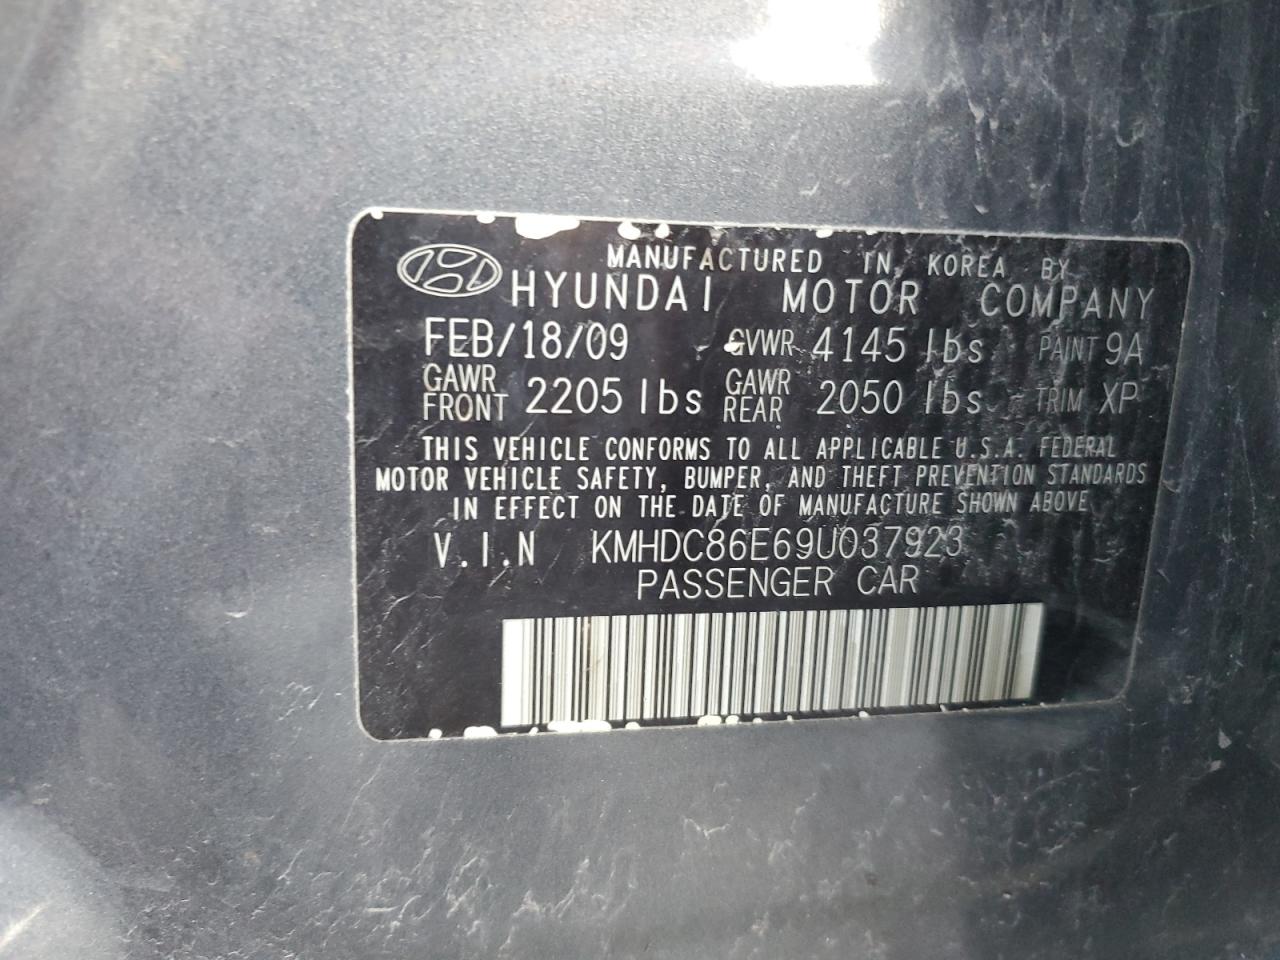 MANUFACTURED IN KOREA BY
HYUNDAI MOTOR COMPANY
FEB/18/09 GVWR 4145 lbs PAINT 9A
GAWR FRONT 2205 lbs GAWR REAR 2050 lbs TRIM XP
THIS VEHICLE CONFORMS TO ALL APPLICABLE U.S.A. FEDERAL
MOTOR VEHICLE SAFETY, BUMPER, AND THEFT PREVENTION STANDARDS
IN EFFECT ON THE DATE OF MANUFACTURE SHOWN ABOVE
V.I.N KMHDC86E69U037923
PASSENGER CAR